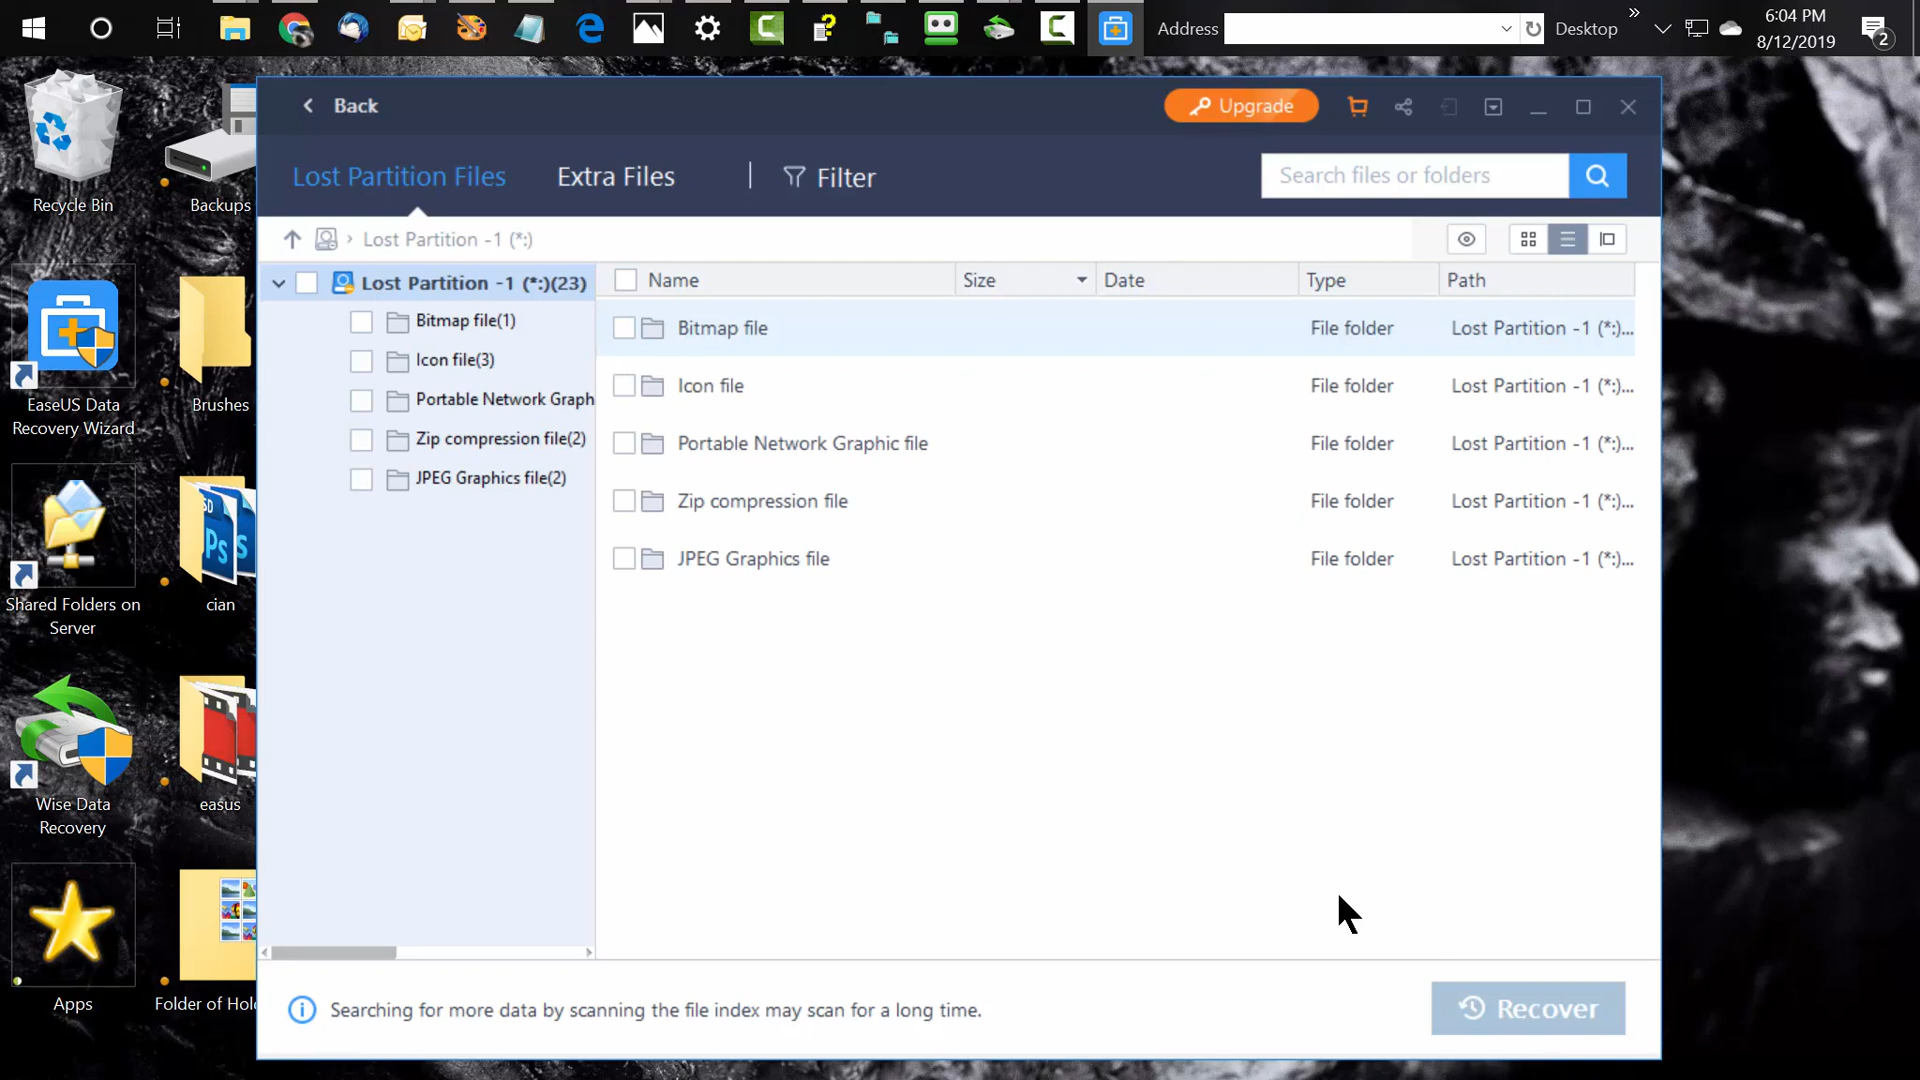 Address
Desktop
»
6:04 PM
8/12/2019
2
Recycle Bin
Backups
EaseUS Data
Recovery Wizard
Brushes
Shared Folders on
Server
cian
Wise Data
Recovery
easus
Apps
Folder of Hol
Back
Upgrade
Lost Partition Files
Extra Files
Filter
Search files or folders
Lost Partition -1 (*:)
Lost Partition -1 (*:)(23)
Bitmap file(1)
Icon file(3)
Portable Network Graph
Zip compression file(2)
JPEG Graphics file(2)
Name Size Date Type Path
Bitmap file File folder Lost Partition -1 (*:)...
Icon file File folder Lost Partition -1 (*:)...
Portable Network Graphic file File folder Lost Partition -1 (*:)...
Zip compression file File folder Lost Partition -1 (*:)...
JPEG Graphics file File folder Lost Partition -1 (*:)...
Searching for more data by scanning the file index may scan for a long time.
Recover